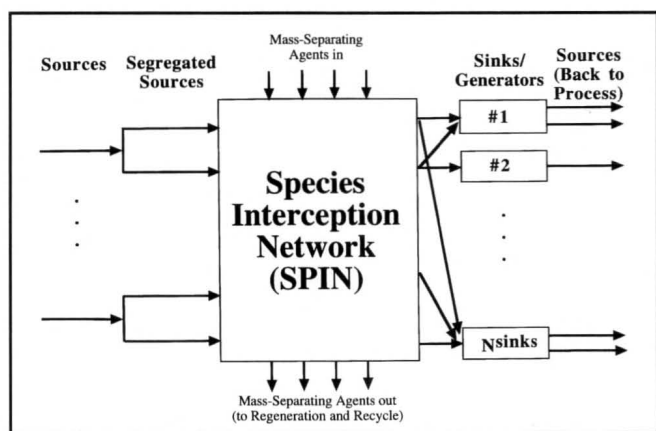 Mass-Separating
Agents in
Sources
Segregated
Sources
Sinks/
Generators
Sources
(Back to
Process)
#1
#2
Species
Interception
Network
(SPIN)
Nsinks
Mass-Separating Agents out
(to Regeneration and Recycle)